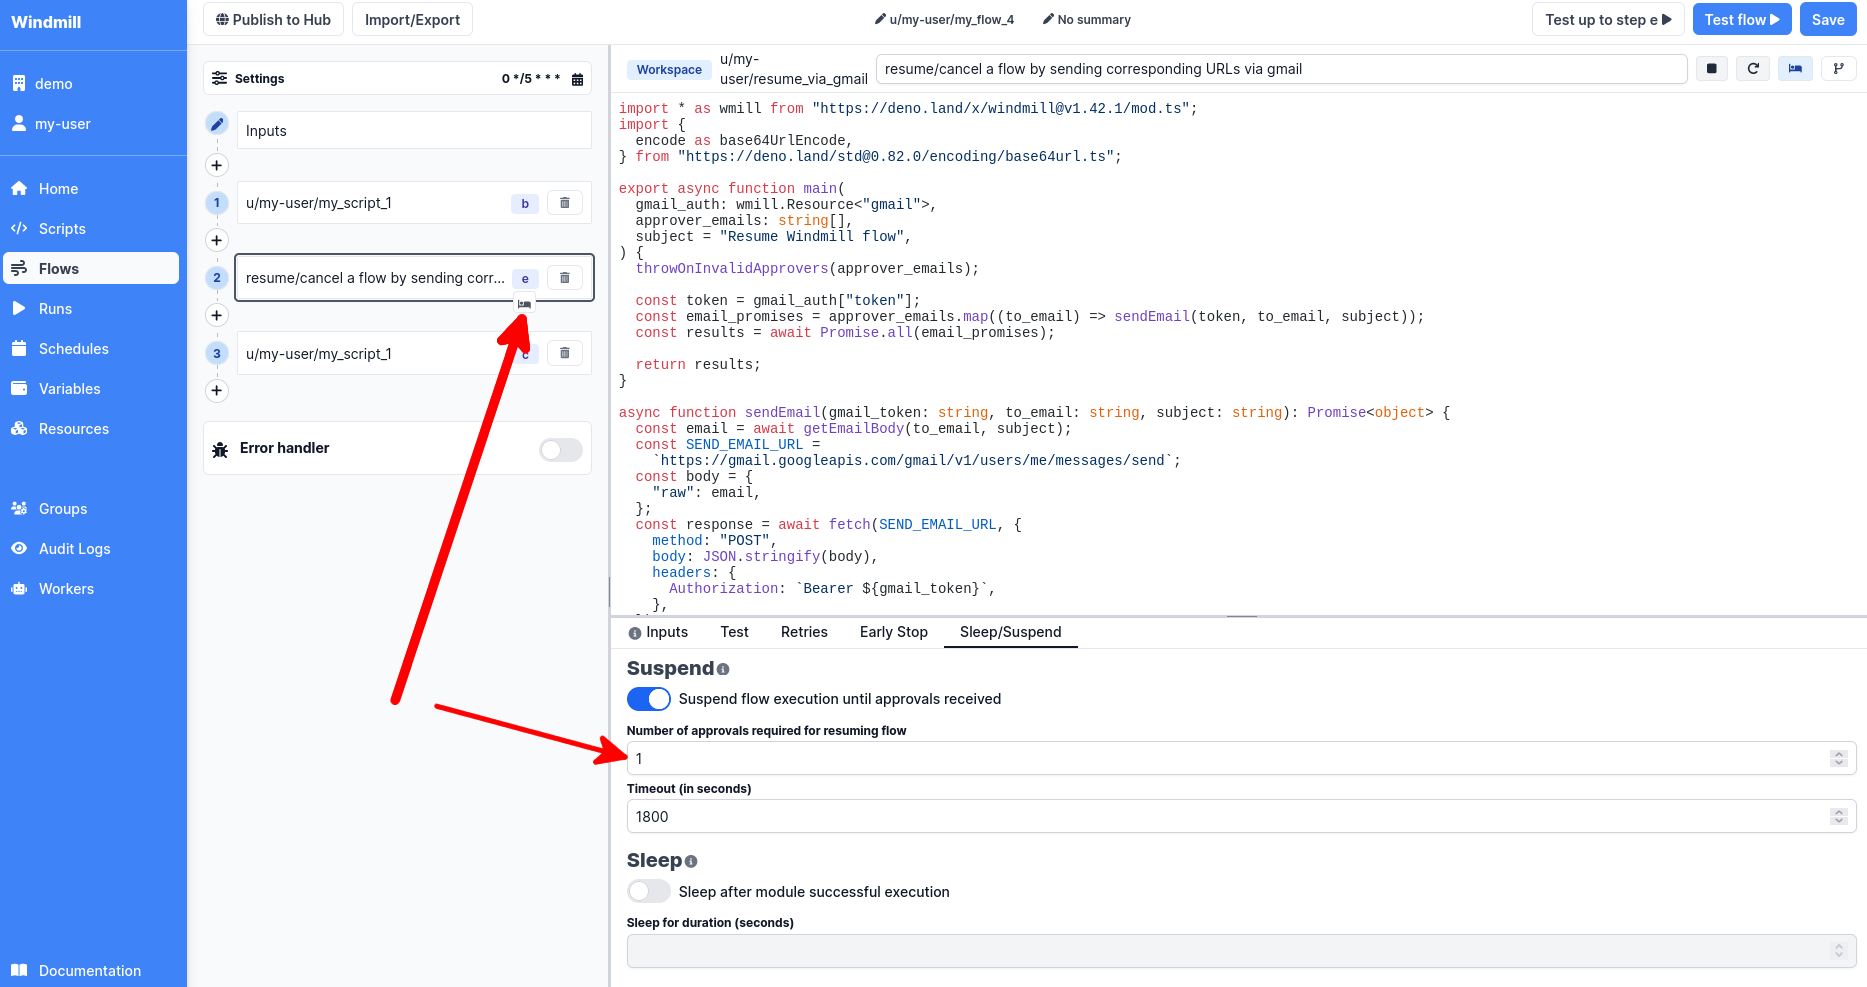 Windmill
demo
my-user
Home
Scripts
Flows
Runs
Schedules
Variables
Resources
Groups
Audit Logs
Workers
Documentation
Publish to Hub
Import/Export
u/my-user/my_flow_4
No summary
Test up to step e
Test flow
Save
Settings
0 */5 * * *
Inputs
1
u/my-user/my_script_1
b
2
resume/cancel a flow by sending corr...
e
3
u/my-user/my_script_1
Error handler
Workspace
u/my-
user/resume_via_gmail
resume/cancel a flow by sending corresponding URLs via gmail
import * as wmill from "https://deno.land/x/windmill@v1.42.1/mod.ts";
import {
  encode as base64UrlEncode,
} from "https://deno.land/std@0.82.0/encoding/base64url.ts";
export async function main(
  gmail_auth: wmill.Resource<"gmail">,
  approver_emails: string[],
  subject = "Resume Windmill flow",
) {
  throwOnInvalidApprovers(approver_emails);
  const token = gmail_auth["token"];
  const email_promises = approver_emails.map((to_email) => sendEmail(token, to_email, subject));
  const results = await Promise.all(email_promises);
  return results;
}
async function sendEmail(gmail_token: string, to_email: string, subject: string): Promise<object> {
  const email = await getEmailBody(to_email, subject);
  const SEND_EMAIL_URL =
    `https://gmail.googleapis.com/gmail/v1/users/me/messages/send`;
  const body = {
    "raw": email,
  };
  const response = await fetch(SEND_EMAIL_URL, {
    method: "POST",
    body: JSON.stringify(body),
    headers: {
      Authorization: `Bearer ${gmail_token}`,
    },
Inputs
Test
Retries
Early Stop
Sleep/Suspend
Suspend
Suspend flow execution until approvals received
Number of approvals required for resuming flow
1
Timeout (in seconds)
1800
Sleep
Sleep after module successful execution
Sleep for duration (seconds)